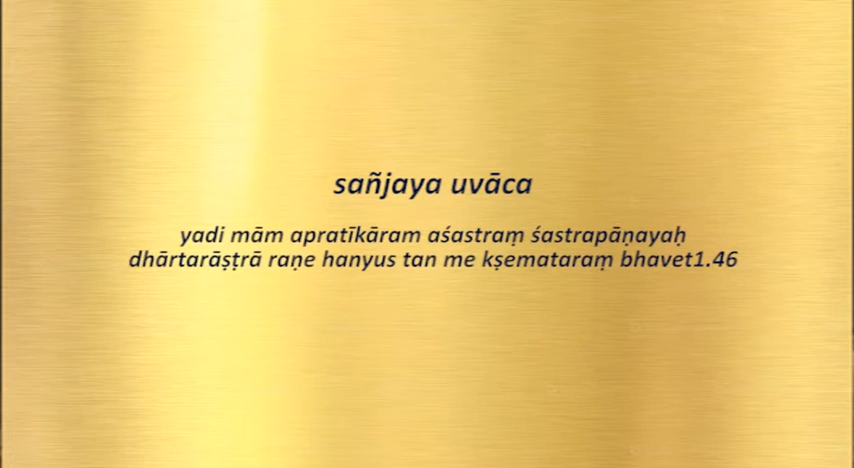 sañjaya uvāca
yadi mām apratīkāram aśastraṃ śastrapāṇayaḥ
dhārtarāṣṭrā raṇe hanyus tan me kṣemataraṃ bhavet1.46